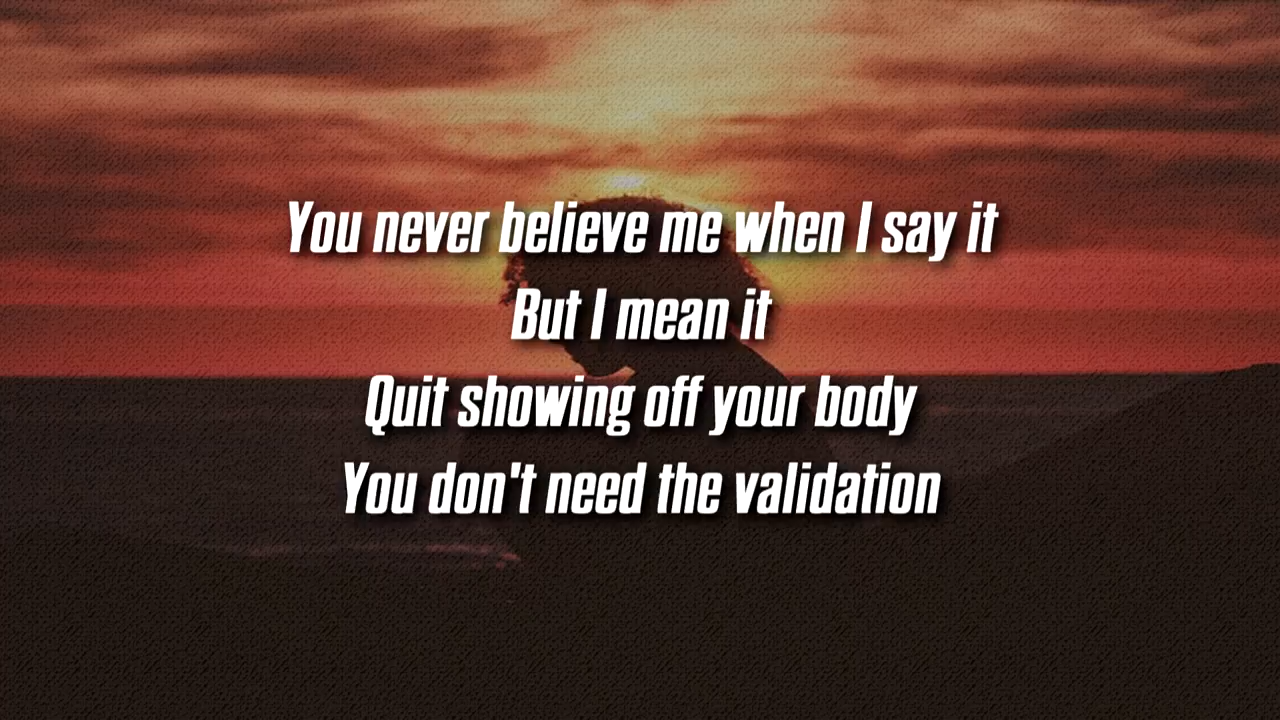 You never believe me when I say it
But I mean it
Quit showing off your body
You don't need the validation